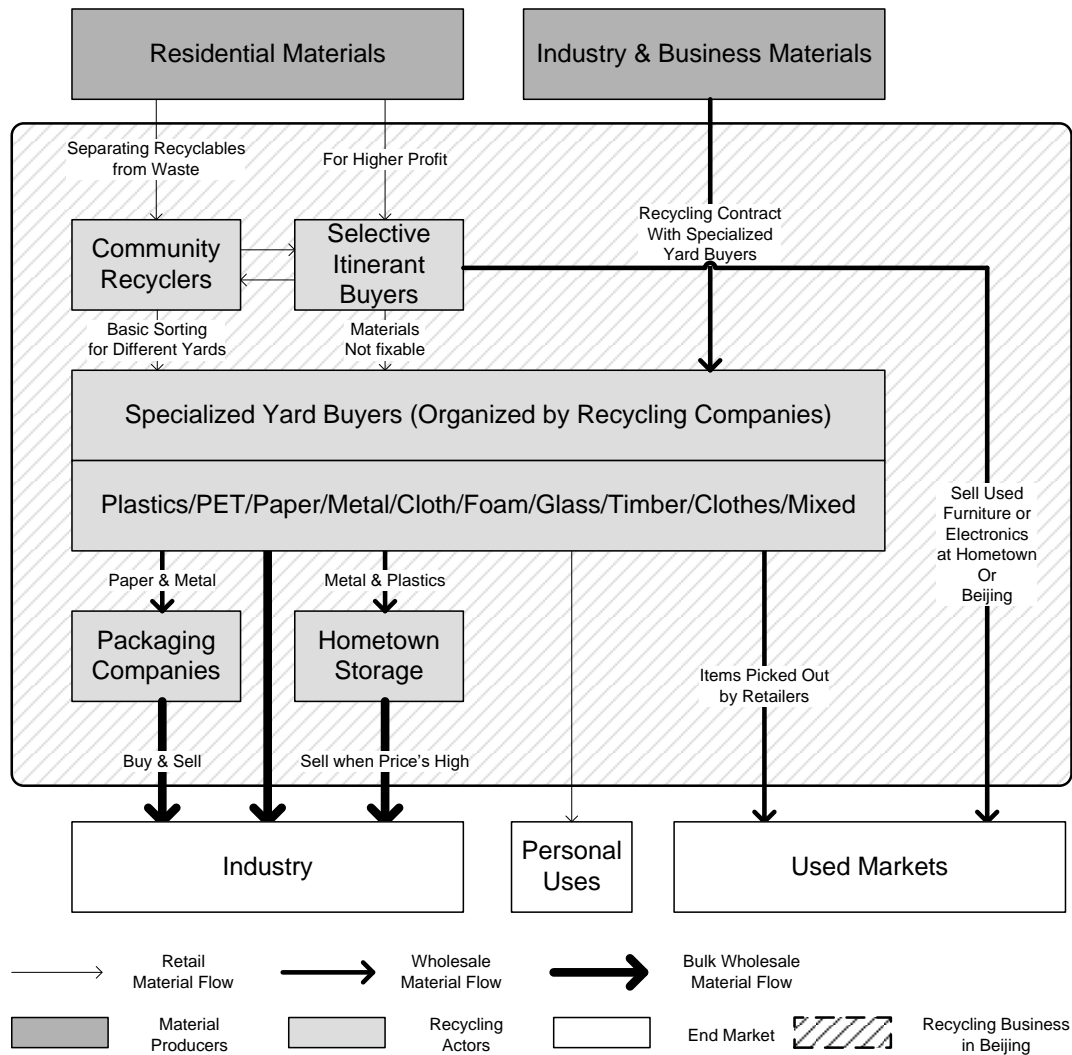 Residential Materials
Industry & Business Materials
Separating Recyclables
from Waste
For Higher Profit
Recycling Contract
With Specialized
Yard Buyers
Community
Recyclers
Selective
Itinerant
Buyers
Basic Sorting
for Different Yards
Materials
Not fixable
Specialized Yard Buyers (Organized by Recycling Companies)
Plastics/PET/Paper/Metal/Cloth/Foam/Glass/Timber/Clothes/Mixed
Sell Used
Furniture or
Electronics
at Hometown
Or
Beijing
Paper & Metal
Metal & Plastics
Packaging
Companies
Hometown
Storage
Items Picked Out
by Retailers
Buy & Sell
Sell when Price's High
Industry
Personal
Uses
Used Markets
Retail
Material Flow
Wholesale
Material Flow
Bulk Wholesale
Material Flow
Material
Producers
Recycling
Actors
End Market
Recycling Business
in Beijing